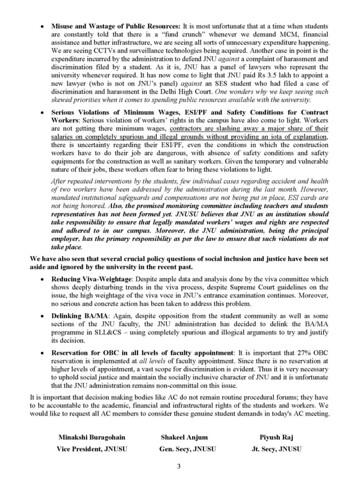 • Misuse and Wastage of Public Resources: It is most unfortunate that at a time when students
are constantly told that there is a "fund crunch" whenever we demand MCM, financial
assistance and better infrastructure, we are seeing all sorts of unnecessary expenditure happening.
We are seeing CCTVs and surveillance technologies being acquired. Another case in point is the
expenditure incurred by the administration to defend JNU against a complaint of harassment and
discrimination filed by a student. As it is, JNU has a panel of lawyers who represent the
university whenever required. It has now come to light that JNU paid Rs 3.5 lakh to appoint a
new lawyer (who is not on JNU's panel) against an SES student who had filed a case of
discrimination and harassment in the Delhi High Court. One wonders why we keep seeing such
skewed priorities when it comes to spending public resources available with the university.
• Serious Violations of Minimum Wages, ESI/PF and Safety Conditions for Contract
Workers: Serious violation of workers' rights in the campus have also come to light. Workers
are not getting there minimum wages, contractors are slashing away a major share of their
salaries on completely spurious and illegal grounds without providing an iota of explanation,
there is uncertainty regarding their ESI/PF, even the conditions in which the construction
workers have to do their job are dangerous, with absence of safety conditions and safety
equipments for the construction as well as sanitary workers. Given the temporary and vulnerable
nature of their jobs, these workers often fear to bring these violations to light.
After repeated interventions by the students, few individual cases regarding accident and health
of two workers have been addressed by the administration during the last month. However,
mandated institutional safeguards and compensations are not being put in place, ESI cards are
not being honored. Also, the promised monitoring committee including teachers and students
representatives has not been formed yet. JNUSU believes that JNU as an institution should
take responsibility to ensure that legally mandated workers' wages and rights are respected
and adhered to in our campus. Moreover, the JNU administration, being the principal
employer, has the primary responsibility as per the law to ensure that such violations do not
take place.
We have also seen that several crucial policy questions of social inclusion and justice have been set
aside and ignored by the university in the recent past.
• Reducing Viva-Weightage: Despite ample data and analysis done by the viva committee which
shows deeply disturbing trends in the viva process, despite Supreme Court guidelines on the
issue, the high weightage of the viva voce in JNU's entrance examination continues. Moreover,
no serious and concrete action has been taken to address this problem.
• Delinking BA/MA: Again, despite opposition from the student community as well as some
sections of the JNU faculty, the JNU administration has decided to delink the BA/MA
programme in SLL&CS – using completely spurious and illogical arguments to try and justify
its decision.
• Reservation for OBC in all levels of faculty appointment: It is important that 27% OBC
reservation is implemented at all levels of faculty appointment. Since there is no reservation at
higher levels of appointment, a vast scope for discrimination is evident. Thus it is very necessary
to uphold social justice and maintain the socially inclusive character of JNU and it is unfortunate
that the JNU administration remains non-committal on this issue.
It is important that decision making bodies like AC do not remain routine procedural forums; they have
to be accountable to the academic, financial and infrastructural rights of the students and workers. We
would like to request all AC members to consider these genuine student demands in today's AC meeting.
Minakshi Buragohain Shakeel Anjum Piyush Raj
Vice President, JNUSU Gen. Secy, JNUSU Jt. Secy, JNUSU
3